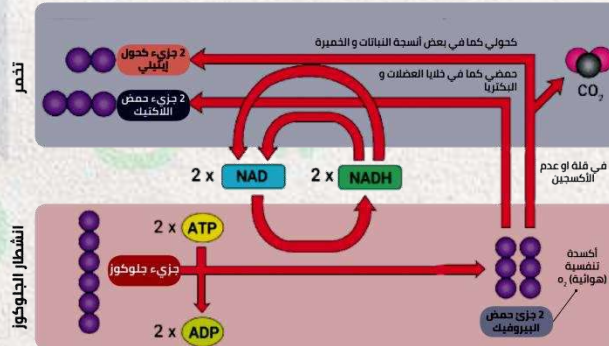 تخمر
2 جزيء كحول
إيثيلي
كحولي كما في بعض أنسجة النباتات و الخميرة
2 جزيء حمض
اللاكتيك
حمضي كما في خلايا العضلات و
البكتريا
CO2
2 x NAD
2 x NADH
في قلة او عدم
الأكسجين
انشطار الجلوكوز
2 x ATP
جزيء جلوكوز
2 x ADP
أكسدة
تنفسية
(هوائية) o2
2 جزئ حمض
البيروفيك